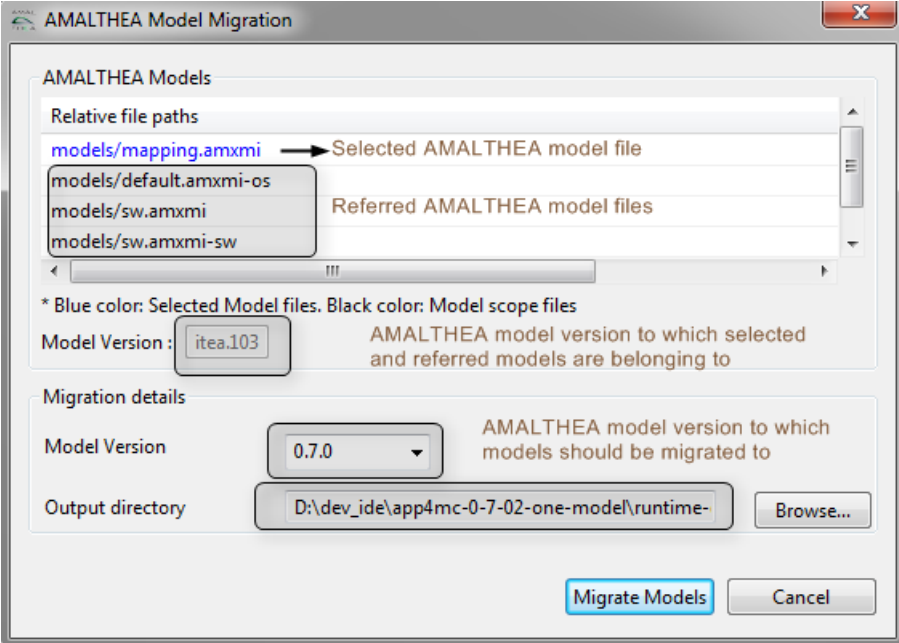 AMALTHEA Model Migration
AMALTHEA Models
Relative file paths
models/mapping.amxmi Selected AMALTHEA model file
models/default.amxmi-os
models/sw.amxmi Referred AMALTHEA model files
models/sw.amxmi-sw
* Blue color: Selected Model files. Black color: Model scope files
Model Version : itea.103
AMALTHEA model version to which selected
and referred models are belonging to
Migration details
Model Version 0.7.0
AMALTHEA model version to which
models should be migrated to
Output directory D:\dev_ide\app4mc-0-7-02-one-model\runtime- Browse...
Migrate Models Cancel